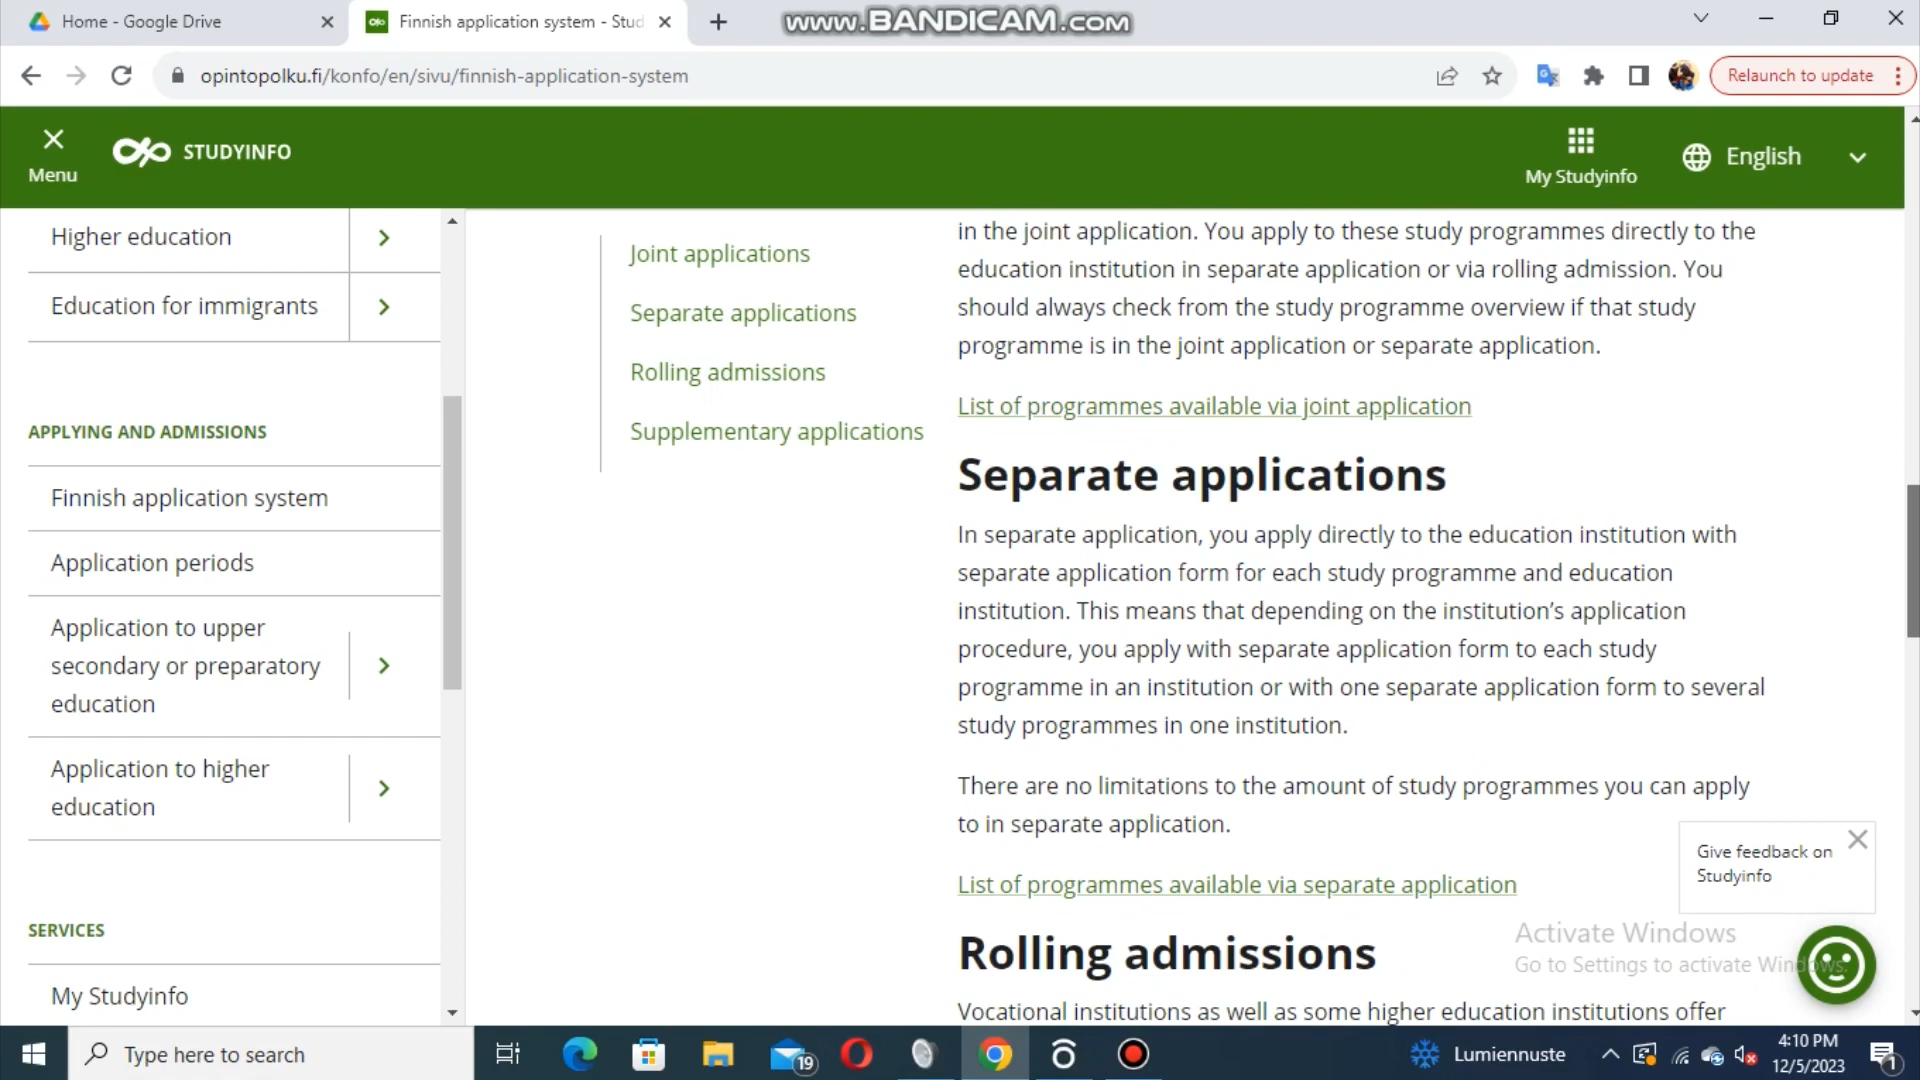 Home - Google Drive
Finnish application system - Stud
www.BANDICAM.com
opintopolku.fi/konfo/en/sivu/finnish-application-system
Relaunch to update
Menu
STUDYINFO
My Studyinfo
English
Higher education
Education for immigrants
APPLYING AND ADMISSIONS
Finnish application system
Application periods
Application to upper
secondary or preparatory
education
Application to higher
education
SERVICES
My Studyinfo
Joint applications
Separate applications
Rolling admissions
Supplementary applications
in the joint application. You apply to these study programmes directly to the
education institution in separate application or via rolling admission. You
should always check from the study programme overview if that study
programme is in the joint application or separate application.
List of programmes available via joint application
Separate applications
In separate application, you apply directly to the education institution with
separate application form for each study programme and education
institution. This means that depending on the institution’s application
procedure, you apply with separate application form to each study
programme in an institution or with one separate application form to several
study programmes in one institution.
There are no limitations to the amount of study programmes you can apply
to in separate application.
List of programmes available via separate application
Rolling admissions
Vocational institutions as well as some higher education institutions offer
Give feedback on
Studyinfo
Activate Windows
Go to Settings to activate Windows.
Type here to search
19
Lumiennuste
4:10 PM
12/5/2023
1